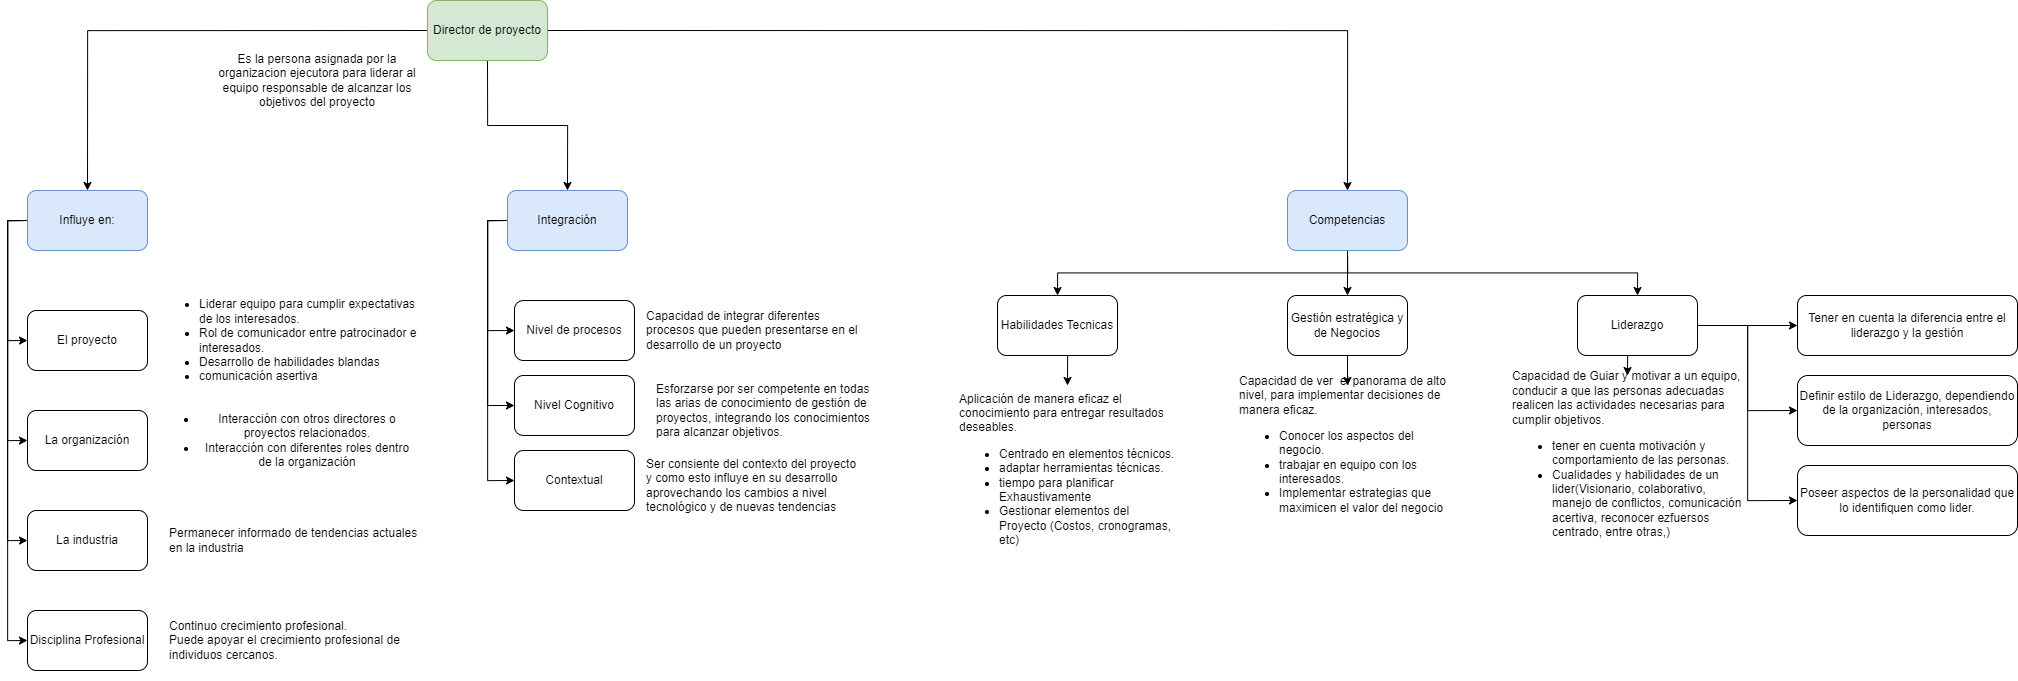 Director de proyecto
Es la persona asignada por la
organizacion ejecutora para liderar al
equipo responsable de alcanzar los
objetivos del proyecto
Influye en:
El proyecto
Liderar equipo para cumplir expectativas
de los interesados.
Rol de comunicador entre patrocinador e
interesados.
Desarrollo de habilidades blandas
comunicación asertiva
La organización
Interacción con otros directores o
proyectos relacionados.
Interacción con diferentes roles dentro
de la organización
La industria
Permanecer informado de tendencias actuales
en la industria
Disciplina Profesional
Continuo crecimiento profesional.
Puede apoyar el crecimiento profesional de
individuos cercanos.
Integración
Nivel de procesos
Capacidad de integrar diferentes
procesos que pueden presentarse en el
desarrollo de un proyecto
Nivel Cognitivo
Esforzarse por ser competente en todas
las arias de conocimiento de gestión de
proyectos, integrando los conocimientos
para alcanzar objetivos.
Contextual
Ser consiente del contexto del proyecto
y como esto influye en su desarrollo
aprovechando los cambios a nivel
tecnológico y de nuevas tendencias
Competencias
Habilidades Tecnicas
Aplicación de manera eficaz el
conocimiento para entregar resultados
deseables.
Centrado en elementos técnicos.
adaptar herramientas técnicas.
tiempo para planificar
Exhaustivamente
Gestionar elementos del
Proyecto (Costos, cronogramas,
etc)
Gestión estratégica y
de Negocios
Capacidad de ver el panorama de alto
nivel, para implementar decisiones de
manera eficaz.
Conocer los aspectos del
negocio.
trabajar en equipo con los
interesados.
Implementar estrategias que
maximicen el valor del negocio
Liderazgo
Capacidad de Guiar y motivar a un equipo,
conducir a que las personas adecuadas
realicen las actividades necesarias para
cumplir objetivos.
tener en cuenta motivación y
comportamiento de las personas.
Cualidades y habilidades de un
lider(Visionario, colaborativo,
manejo de conflictos, comunicación
acertiva, reconocer ezfuersos
centrado, entre otras,)
Tener en cuenta la diferencia entre el
liderazgo y la gestión
Definir estilo de Liderazgo, dependiendo
de la organización, interesados,
personas
Poseer aspectos de la personalidad que
lo identifiquen como lider.